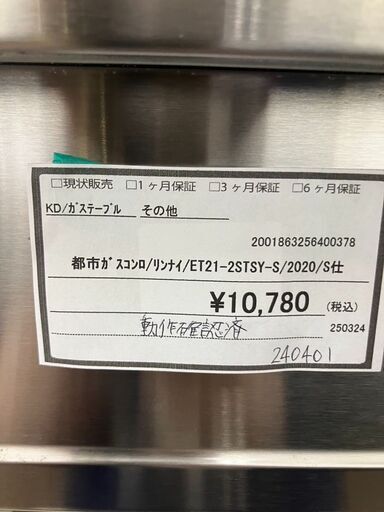 □現状販売 □1ヶ月保証 □3ヶ月保証 □6ヶ月保証
KD/ガステーブル その他
2001863256400378
都市ガスコンロ/リンナイ/ET21-2STSY-S/2020/S仕
¥10,780 (税込)
動作確認済 250324
240401